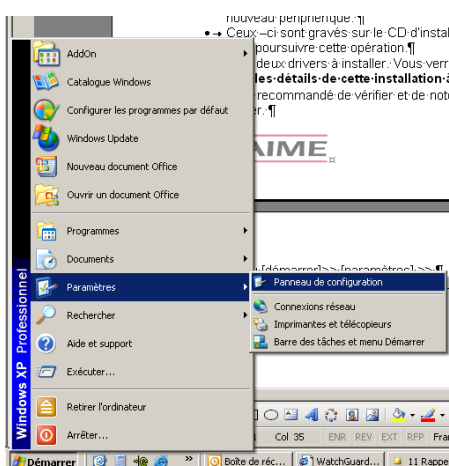 nouveau périphérique.¶
Ceux-–ci·sont·gravés·sur·le·CD·d'instal
poursuivre·cette·opération.¶
deux·drivers·à·installer.·Vous·verr
les·détails·de·cette·installation·à
recommandé·de·vérifier·et·de·note
er.·¶
AIME
[démarrer]>>·[paramètres]·>>·¶
AddOn
Catalogue Windows
Configurer les programmes par défaut
Windows Update
Nouveau document Office
Ouvrir un document Office
Programmes
Documents
Paramètres
Rechercher
Aide et support
Exécuter...
Retirer l'ordinateur
Arrêter...
Windows XP Professionnel
Panneau de configuration
Connexions réseau
Imprimantes et télécopieurs
Barre des tâches et menu Démarrer
Col 35 ENR REV EXT RFP Fran
Démarrer » Boîte de réc... WatchGuard... 11 Rappe